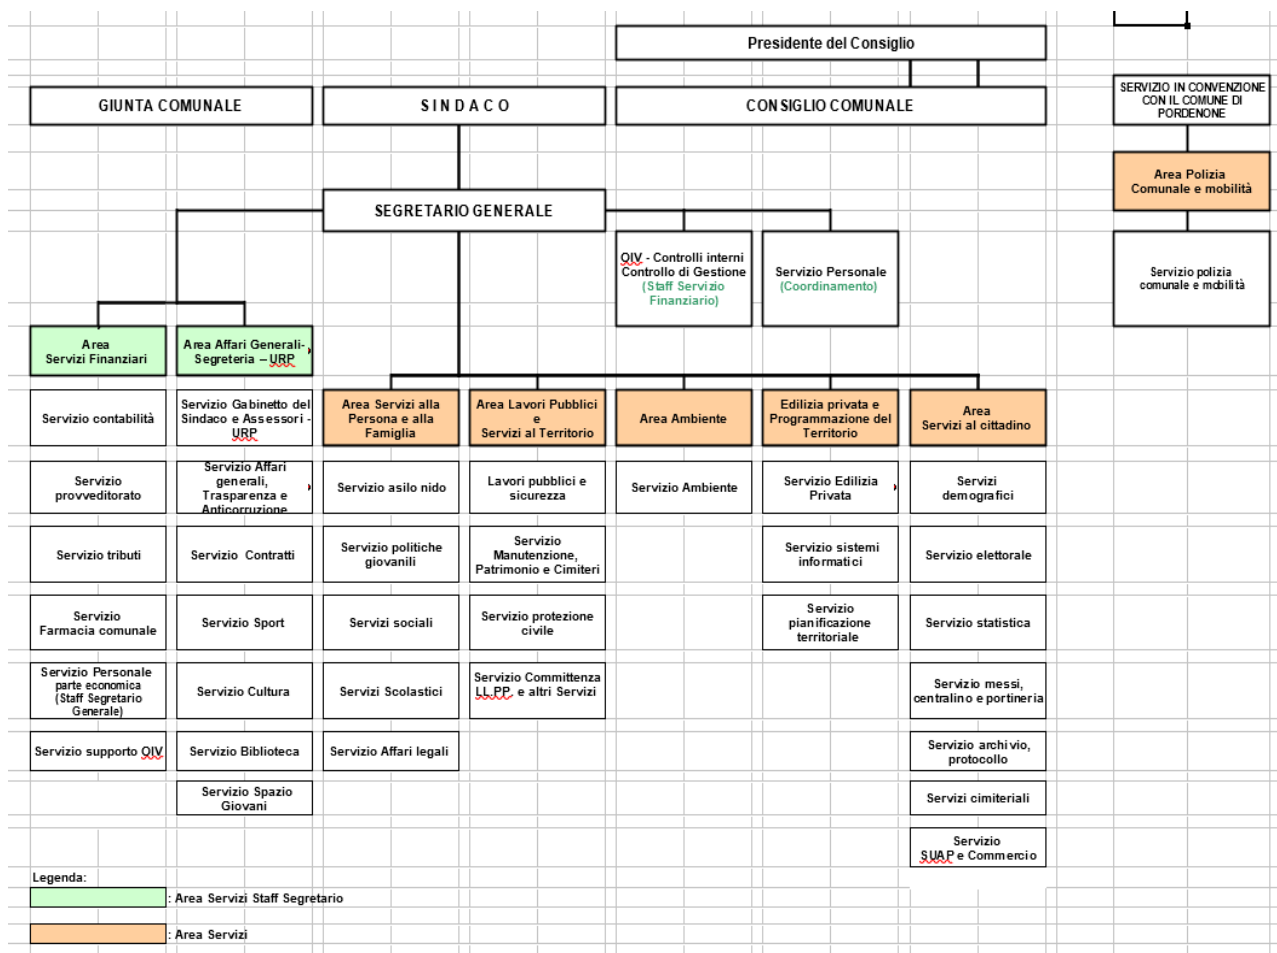 Presidente del Consiglio
GIUNTA COMUNALE
S I N D A C O
CONSIGLIO COMUNALE
SERVIZIO IN CONVENZIONE
CON IL COMUNE DI
PORDENONE
Area Polizia
Comunale e mobilità
SEGRETARIO GENERALE
OIV - Controlli interni
Controllo di Gestione
(Staff Servizio
Finanziario)
Servizio Personale
(Coordinamento)
Servizio polizia
comunale e mobilità
Area
Servizi Finanziari
Area Affari Generali-
Segreteria – URP
Servizio contabilità
Servizio Gabinetto del
Sindaco e Assessori -
URP
Area Servizi alla
Persona e alla
Famiglia
Area Lavori Pubblici
e
Servizi al Territorio
Area Ambiente
Edilizia privata e
Programmazione del
Territorio
Area
Servizi al cittadino
Servizio
provveditorato
Servizio Affari
generali,
Trasparenza e
Anticorruzione
Servizio asilo nido
Lavori pubblici e
sicurezza
Servizio Ambiente
Servizio Edilizia
Privata
Servizi
demografici
Servizio tributi
Servizio Contratti
Servizio politiche
giovanili
Servizio
Manutenzione,
Patrimonio e Cimiteri
Servizio sistemi
informatici
Servizio elettorale
Servizio
Farmacia comunale
Servizio Sport
Servizi sociali
Servizio protezione
civile
Servizio
pianificazione
territoriale
Servizio statistica
Servizio Personale
parte economica
(Staff Segretario
Generale)
Servizio Cultura
Servizi Scolastici
Servizio Committenza
LL.PP. e altri Servizi
Servizio messi,
centralino e portineria
Servizio supporto OIV
Servizio Biblioteca
Servizio Affari legali
Servizio archivio,
protocollo
Servizio Spazio
Giovani
Servizi cimiteriali
Servizio
SUAP e Commercio
Legenda:
: Area Servizi Staff Segretario
: Area Servizi